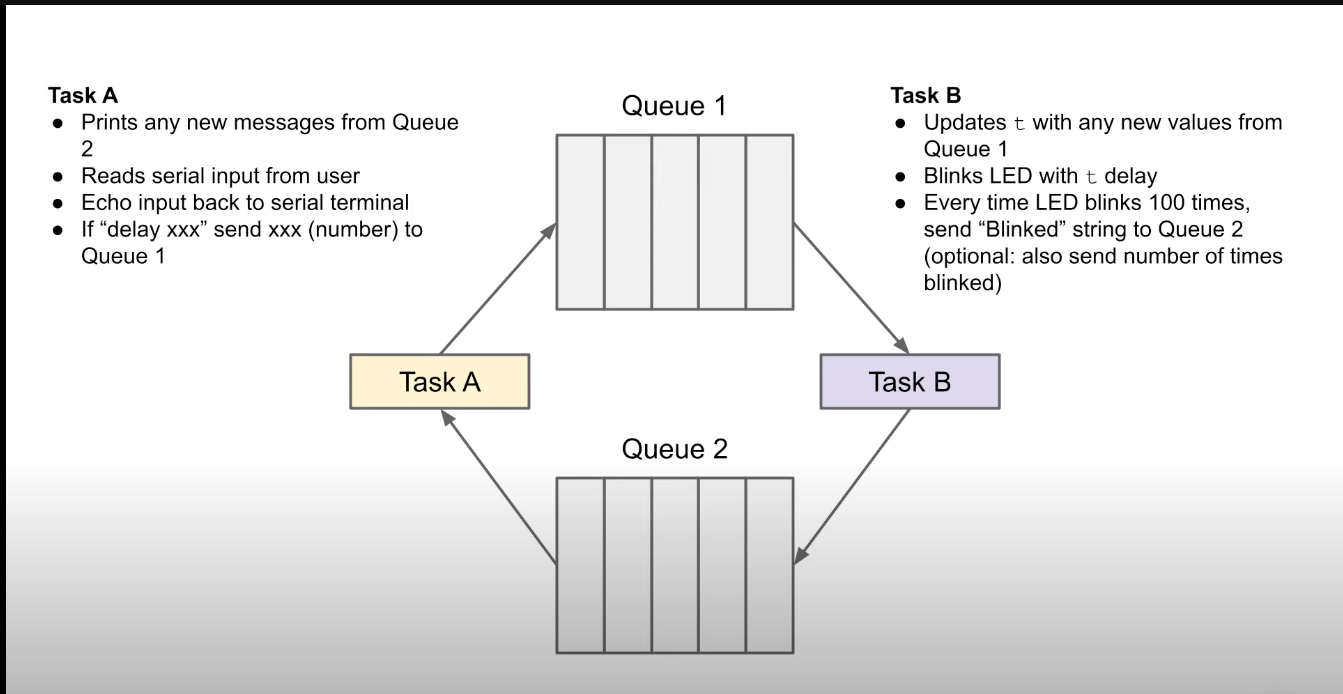 Task A
● Prints any new messages from Queue
2
● Reads serial input from user
● Echo input back to serial terminal
● If “delay xxx” send xxx (number) to
Queue 1
Queue 1
Task B
● Updates t with any new values from
Queue 1
● Blinks LED with t delay
● Every time LED blinks 100 times,
send “Blinked” string to Queue 2
(optional: also send number of times
blinked)
Task A
Task B
Queue 2